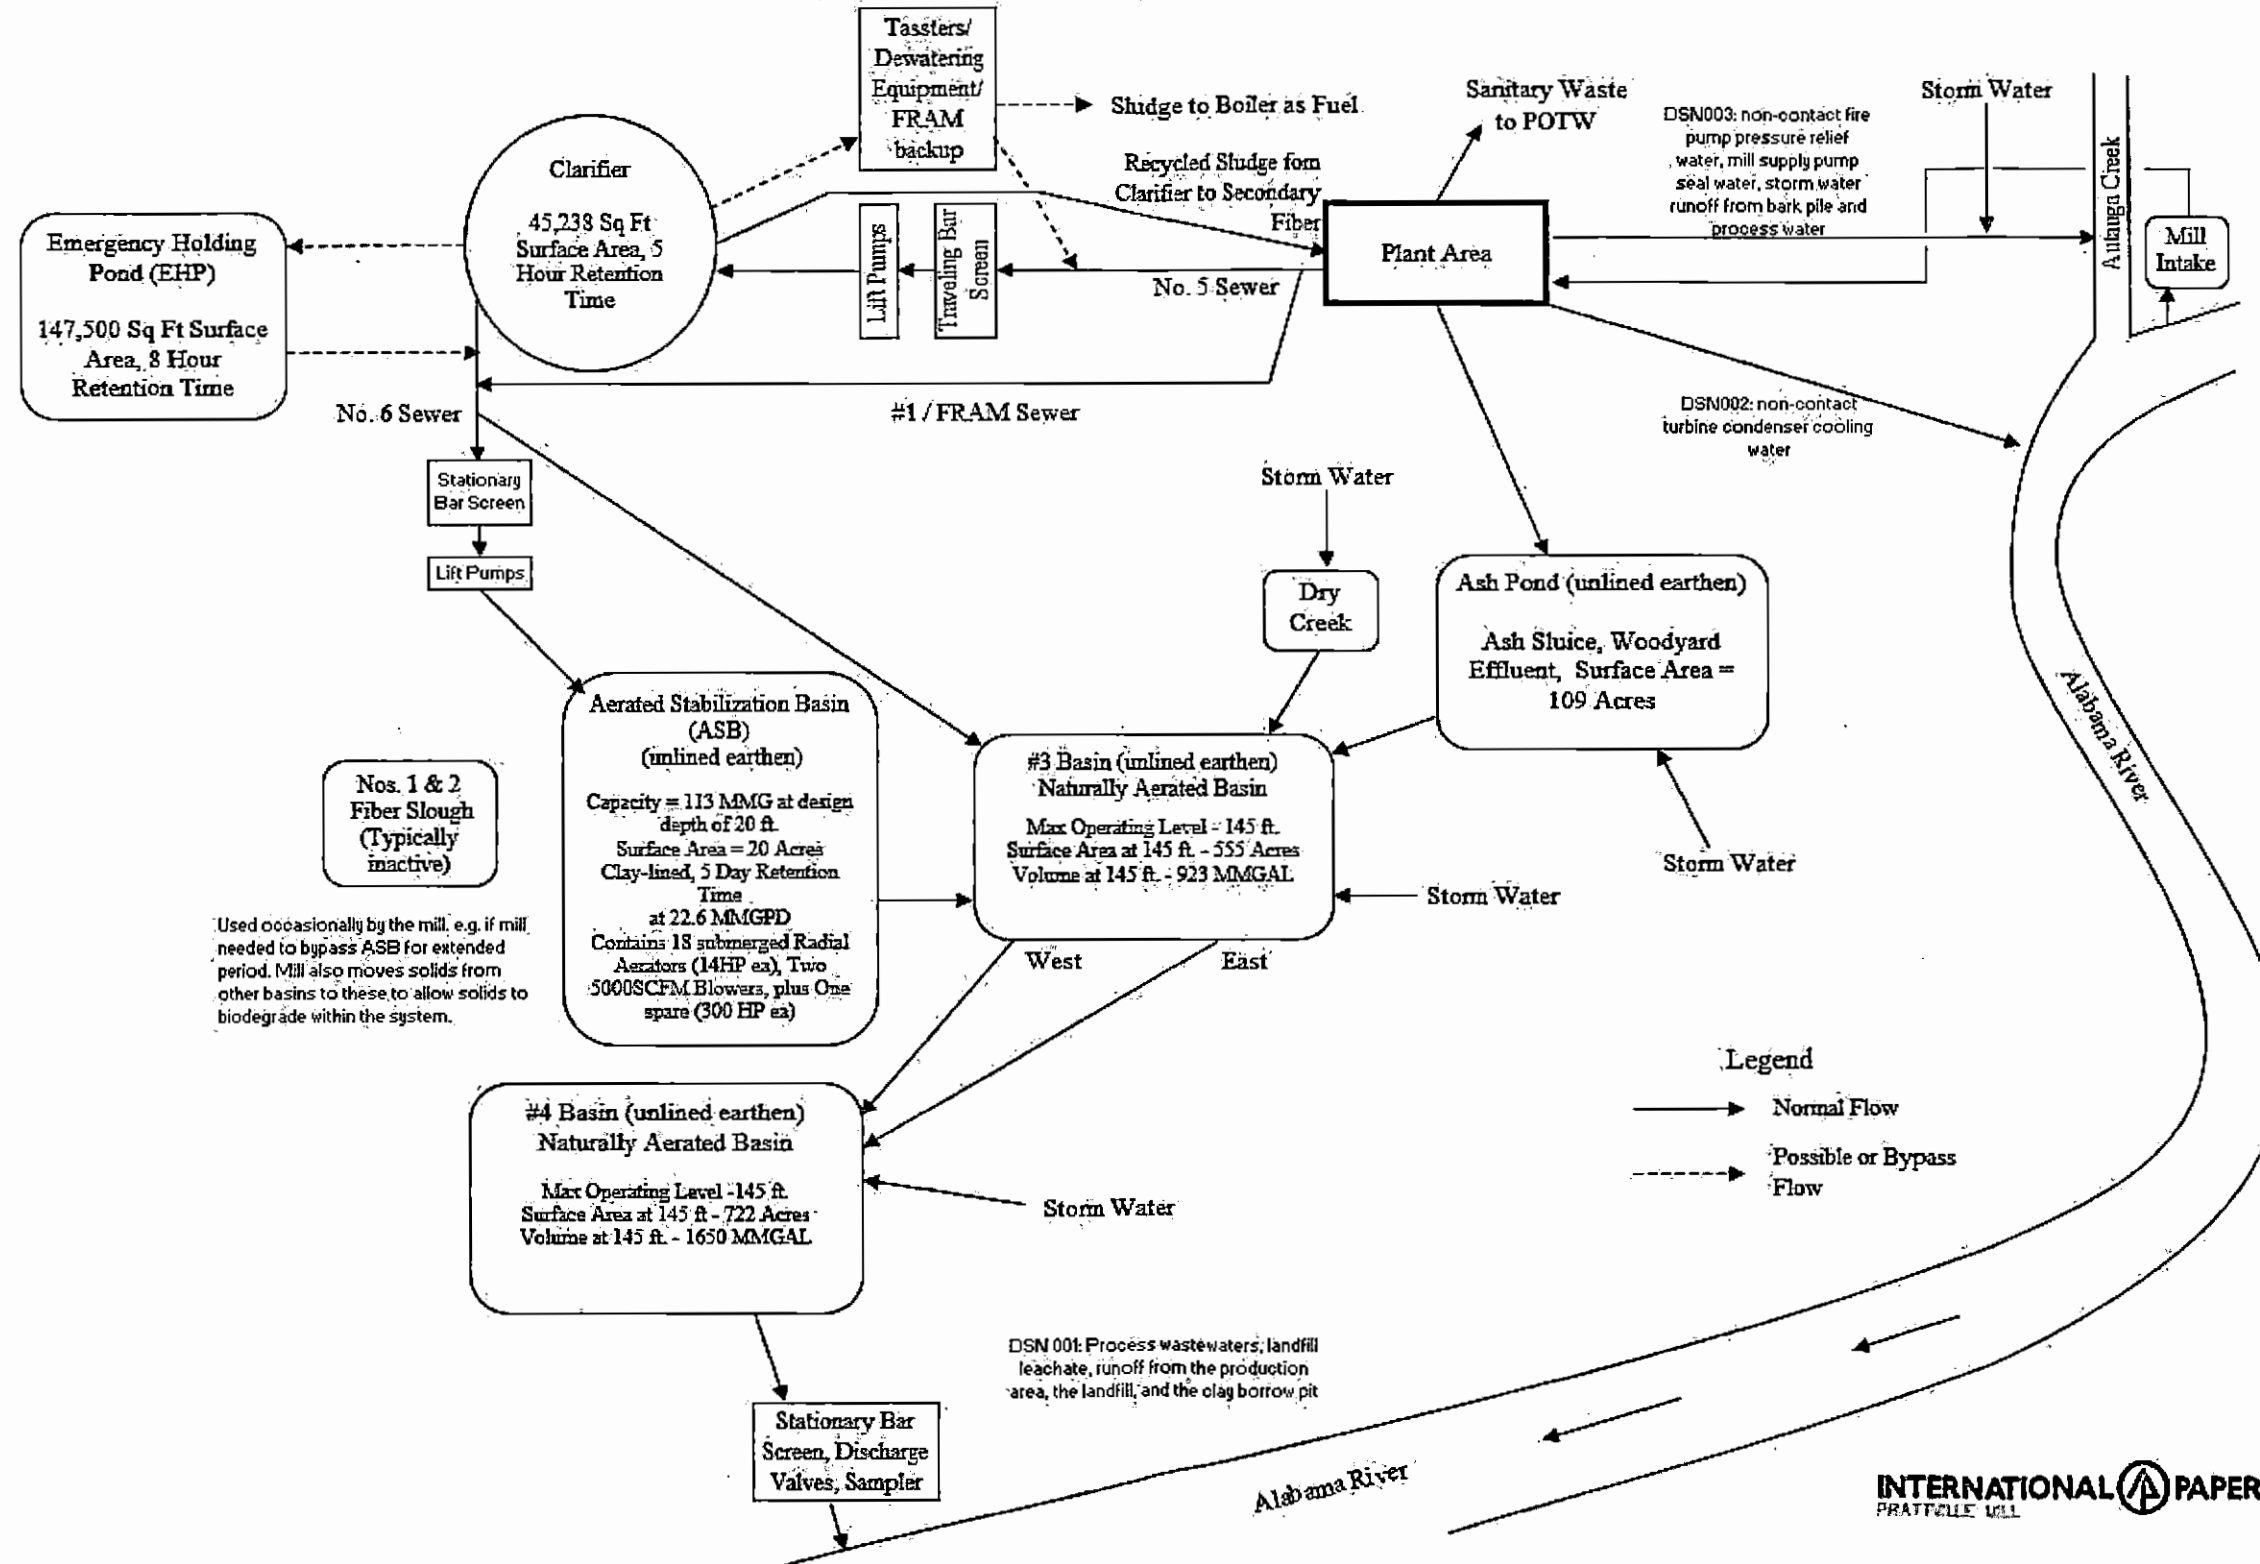 Tassters/
Dewatering
Equipment/
FRAM
backup
Sludge to Boiler as Fuel
Sanitary Waste
to POTW
DSN003: non-contact fire
pump pressure relief
water, mill supply pump
seal water, storm water
runoff from bark pile and
process water
Storm Water
Autauga Creek
Mill
Intake
Clarifier
45,238 Sq Ft
Surface Area, 5
Hour Retention
Time
Recycled Sludge fom
Clarifier to Secondary
Fiber
Emergency Holding
Pond (EHP)
147,500 Sq Ft Surface
Area, 8 Hour
Retention Time
Lift Pumps
Traveling Bar
Screen
No. 5 Sewer
Plant Area
No. 6 Sewer
#1 / FRAM Sewer
DSN002: non-contact
turbine condenser cooling
water
Stationary
Bar Screen
Lift Pumps
Storm Water
Dry
Creek
Ash Pond (unlined earthen)
Ash Sluice, Woodyard
Effluent, Surface Area =
109 Acres
Storm Water
Alabama River
Aerated Stabilization Basin
(ASB)
(unlined earthen)
Capacity = 113 MMG at design
depth of 20 ft.
Surface Area = 20 Acres
Clay-lined, 5 Day Retention
Time
at 22.6 MMGPD
Contains 18 submerged Radial
Aerators (14HP ea), Two
5000SCFM Blowers, plus One
spare (300 HP ea)
#3 Basin (unlined earthen)
Naturally Aerated Basin
Max Operating Level - 145 ft.
Surface Area at 145 ft. - 555 Acres
Volume at 145 ft. - 923 MMGAL
Storm Water
West
East
Nos. 1 & 2
Fiber Slough
(Typically
inactive)
Used occasionally by the mill. e.g. if mill
needed to bypass ASB for extended
period. Mill also moves solids from
other basins to these to allow solids to
biodegrade within the system.
#4 Basin (unlined earthen)
Naturally Aerated Basin
Max Operating Level -145 ft.
Surface Area at 145 ft - 722 Acres
Volume at 145 ft. - 1650 MMGAL
Storm Water
Legend
Normal Flow
Possible or Bypass
Flow
DSN 001: Process wastewaters, landfill
leachate, runoff from the production
area, the landfill, and the clay borrow pit
Stationary Bar
Screen, Discharge
Valves, Sampler
Alabama River
INTERNATIONAL PAPER
MILL